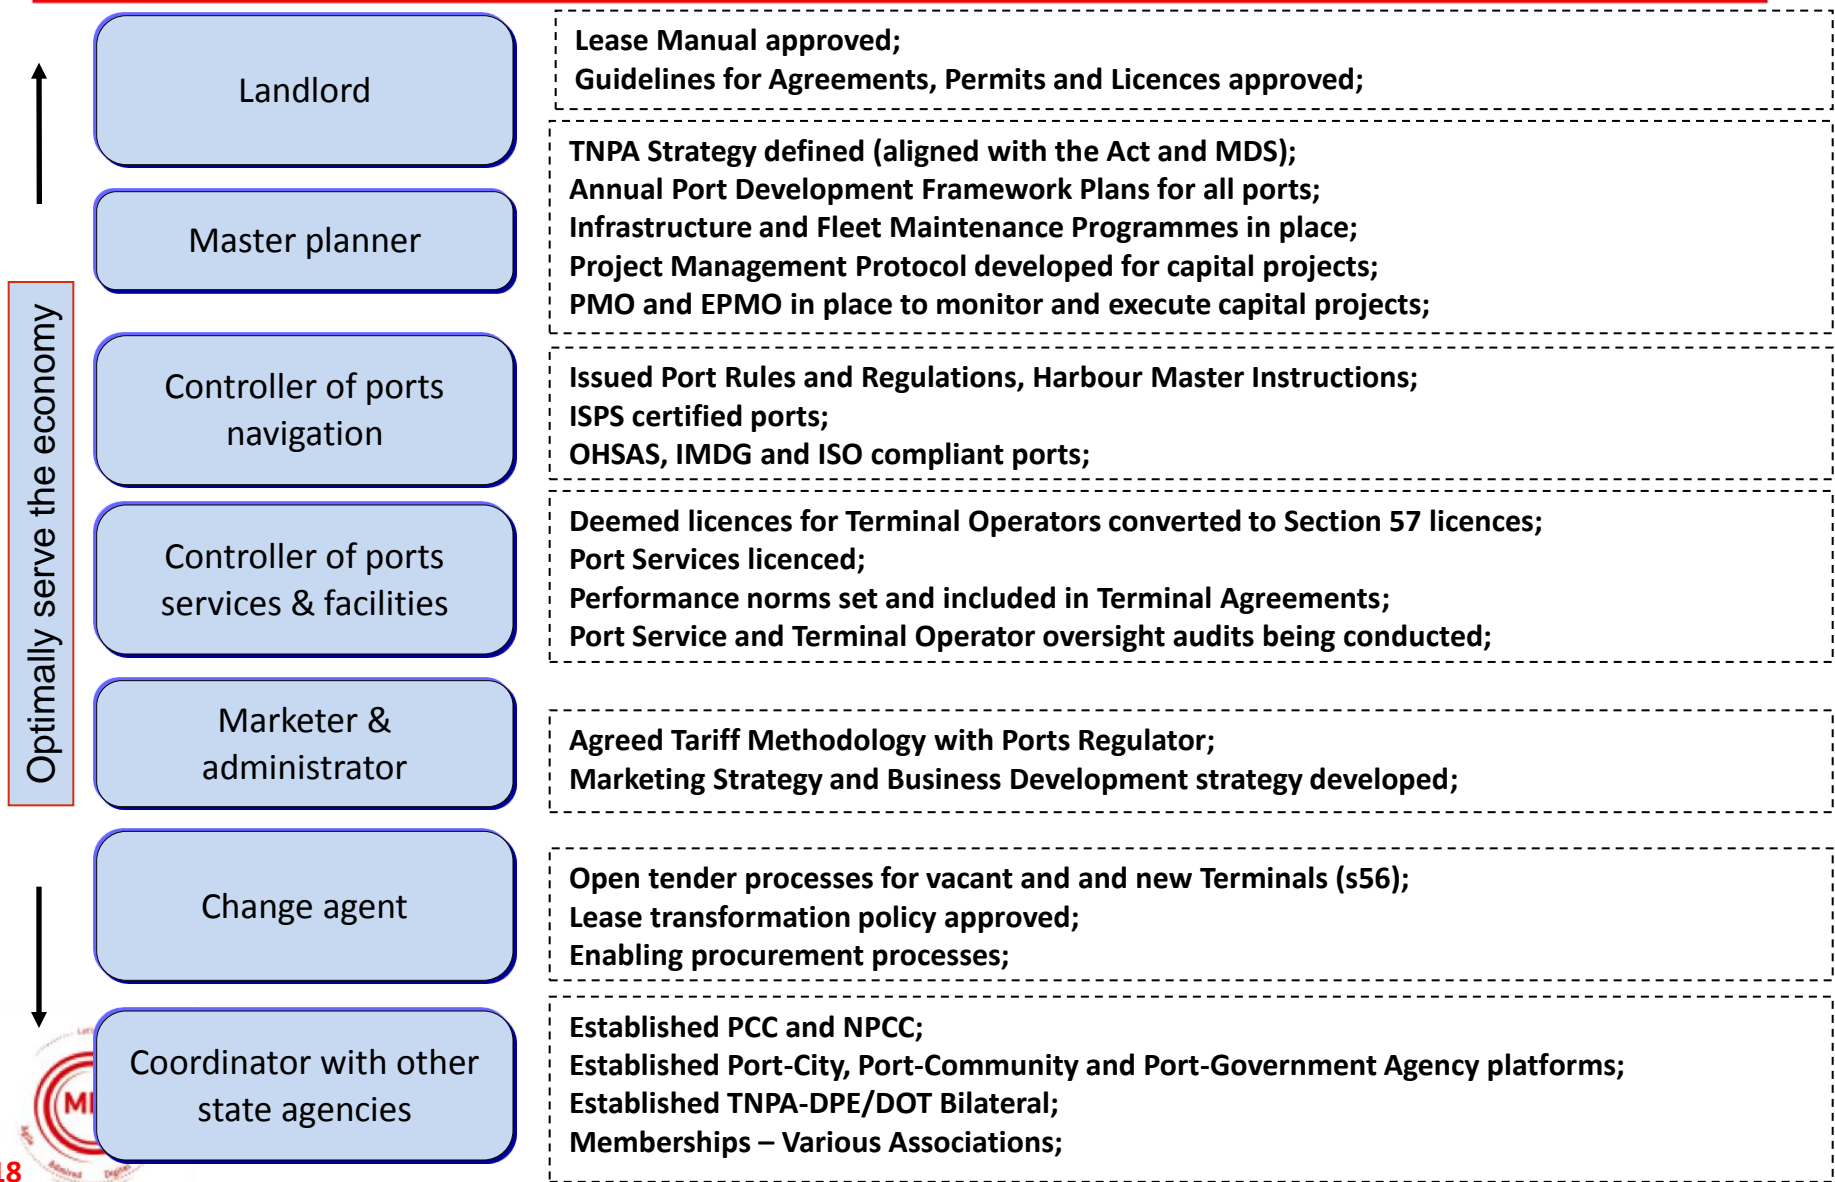 Landlord
Lease Manual approved;
Guidelines for Agreements, Permits and Licences approved;
Master planner
TNPA Strategy defined (aligned with the Act and MDS);
Annual Port Development Framework Plans for all ports;
Infrastructure and Fleet Maintenance Programmes in place;
Project Management Protocol developed for capital projects;
PMO and EPMO in place to monitor and execute capital projects;
Optimally serve the economy
Controller of ports
navigation
Issued Port Rules and Regulations, Harbour Master Instructions;
ISPS certified ports;
OHSAS, IMDG and ISO compliant ports;
Controller of ports
services & facilities
Deemed licences for Terminal Operators converted to Section 57 licences;
Port Services licenced;
Performance norms set and included in Terminal Agreements;
Port Service and Terminal Operator oversight audits being conducted;
Marketer &
administrator
Agreed Tariff Methodology with Ports Regulator;
Marketing Strategy and Business Development strategy developed;
Change agent
Open tender processes for vacant and and new Terminals (s56);
Lease transformation policy approved;
Enabling procurement processes;
Coordinator with other
state agencies
Established PCC and NPCC;
Established Port-City, Port-Community and Port-Government Agency platforms;
Established TNPA-DPE/DOT Bilateral;
Memberships – Various Associations;
Admired
18